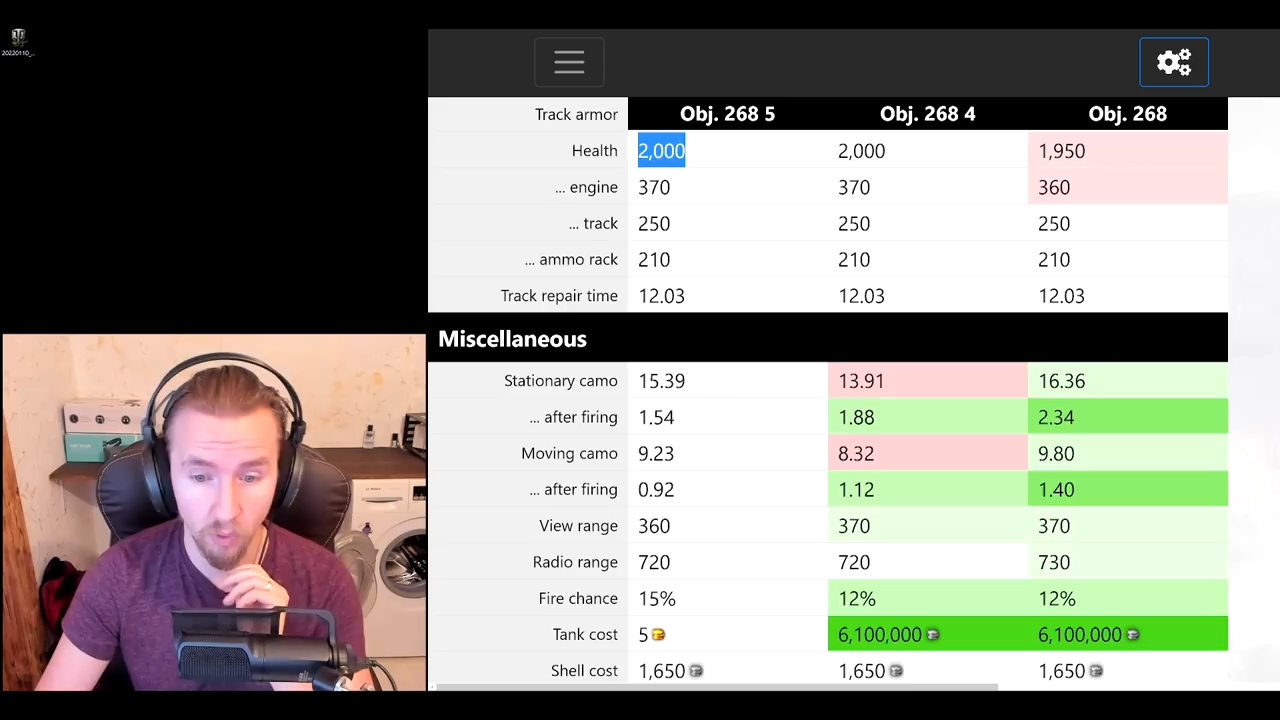 20220110_...
Track armor Obj. 268 5 Obj. 268 4 Obj. 268
Health 2,000 2,000 1,950
... engine 370 370 360
... track 250 250 250
... ammo rack 210 210 210
Track repair time 12.03 12.03 12.03
Miscellaneous
Stationary camo 15.39 13.91 16.36
... after firing 1.54 1.88 2.34
Moving camo 9.23 8.32 9.80
... after firing 0.92 1.12 1.40
View range 360 370 370
Radio range 720 720 730
Fire chance 15% 12% 12%
Tank cost 5 6,100,000 6,100,000
Shell cost 1,650 1,650 1,650